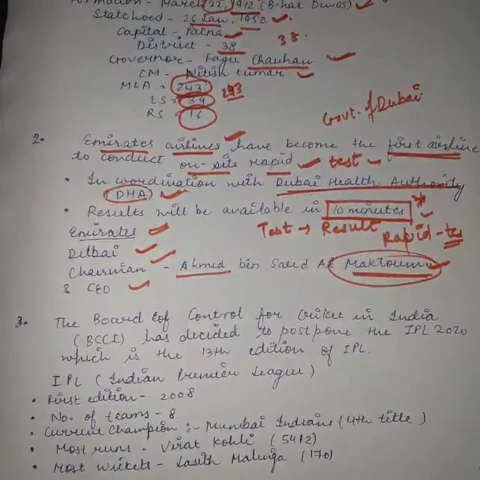 Formation - March 22, 1912 (Bihar Diwas)
Statehood - 26 Jan, 1950.
Capital - Patna
District - 38
38.
Governor - Fagu Chauhan
CM - Nitish Kumar
MLA = 243
243
LS = 39
RS = 16
Govt. of Dubai
2. Emirates airlines have become the first airline
to conduct on-site rapid test.
• In coordination with Dubai Health Authority
(DHA)
• Results will be available in 10 minutes
Test → Result
Emirates
Rapid - tes
Dubai
Chairman - Ahmid bin Saeed Al Maktoum
& CEO
3. The Board of Control for Cricket in India
(BCCI) has decided to postpone the IPL 2020
which is the 13th edition of IPL.
IPL (Indian Premier League)
• First edition - 2008
• No. of teams - 8
• Current Champion :- Mumbai Indians (4th title)
• Most runs - Virat Kohli (5412)
• Most wickets - Lasith Malinga (170)